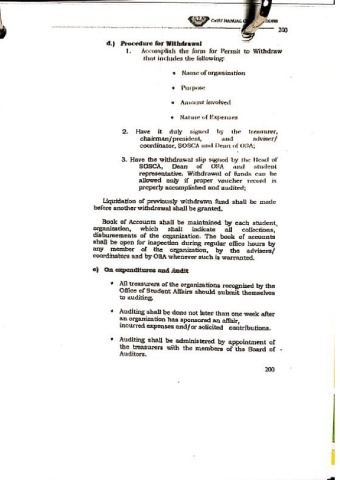 CvSU MANUAL
200
d.) Procedure for Withdrawal
1. Accomplish the form for Permit to Withdraw
that includes the following:
• Name of organization
• Purpose
• Amount involved
• Nature of Expenses
2. Have it duly signed by the treasurer,
chairman/president, and adviser/
coordinator, SOSCA and Dean of OSA;
3. Have the withdrawal slip signed by the Head of
SOSCA, Dean of OSA and student
representative. Withdrawal of funds can be
allowed only if proper voucher record is
properly accomplished and audited;
Liquidation of previously withdrawn fund shall be made
before another withdrawal shall be granted.
Book of Accounts shall be maintained by each student,
organization, which shall indicate all collections,
disbursements of the organization. The book of accounts
shall be open for inspection during regular office hours by
any member of the organization, by the advisers/
coordinators and by OSA whenever such is warranted.
e) On expenditures and Audit
• All treasurers of the organizations recognized by the
Office of Student Affairs should submit themselves
to auditing.
• Auditing shall be done not later than one week after
an organization has sponsored an affair,
incurred expenses and/or solicited contributions.
• Auditing shall be administered by appointment of
the treasurers with the members of the Board of -
Auditors.
200